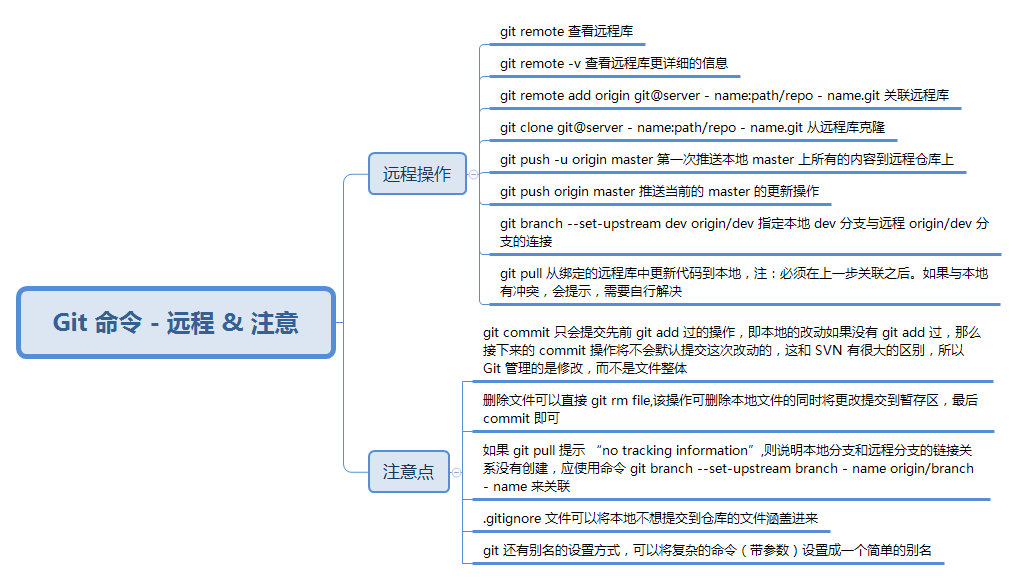 Git 命令 - 远程 & 注意
远程操作
git remote 查看远程库
git remote -v 查看远程库更详细的信息
git remote add origin git@server - name:path/repo - name.git 关联远程库
git clone git@server - name:path/repo - name.git 从远程库克隆
git push -u origin master 第一次推送本地 master 上所有的内容到远程仓库上
git push origin master 推送当前的 master 的更新操作
git branch --set-upstream dev origin/dev 指定本地 dev 分支与远程 origin/dev 分
支的连接
git pull 从绑定的远程库中更新代码到本地，注：必须在上一步关联之后。如果与本地
有冲突，会提示，需要自行解决
注意点
git commit 只会提交先前 git add 过的操作，即本地的改动如果没有 git add 过，那么
接下来的 commit 操作将不会默认提交这次改动的，这和 SVN 有很大的区别，所以
Git 管理的是修改，而不是文件整体
删除文件可以直接 git rm file,该操作可删除本地文件的同时将更改提交到暂存区，最后
commit 即可
如果 git pull 提示 “no tracking information”,则说明本地分支和远程分支的链接关
系没有创建，应使用命令 git branch --set-upstream branch - name origin/branch
- name 来关联
.gitignore 文件可以将本地不想提交到仓库的文件涵盖进来
git 还有别名的设置方式，可以将复杂的命令（带参数）设置成一个简单的别名